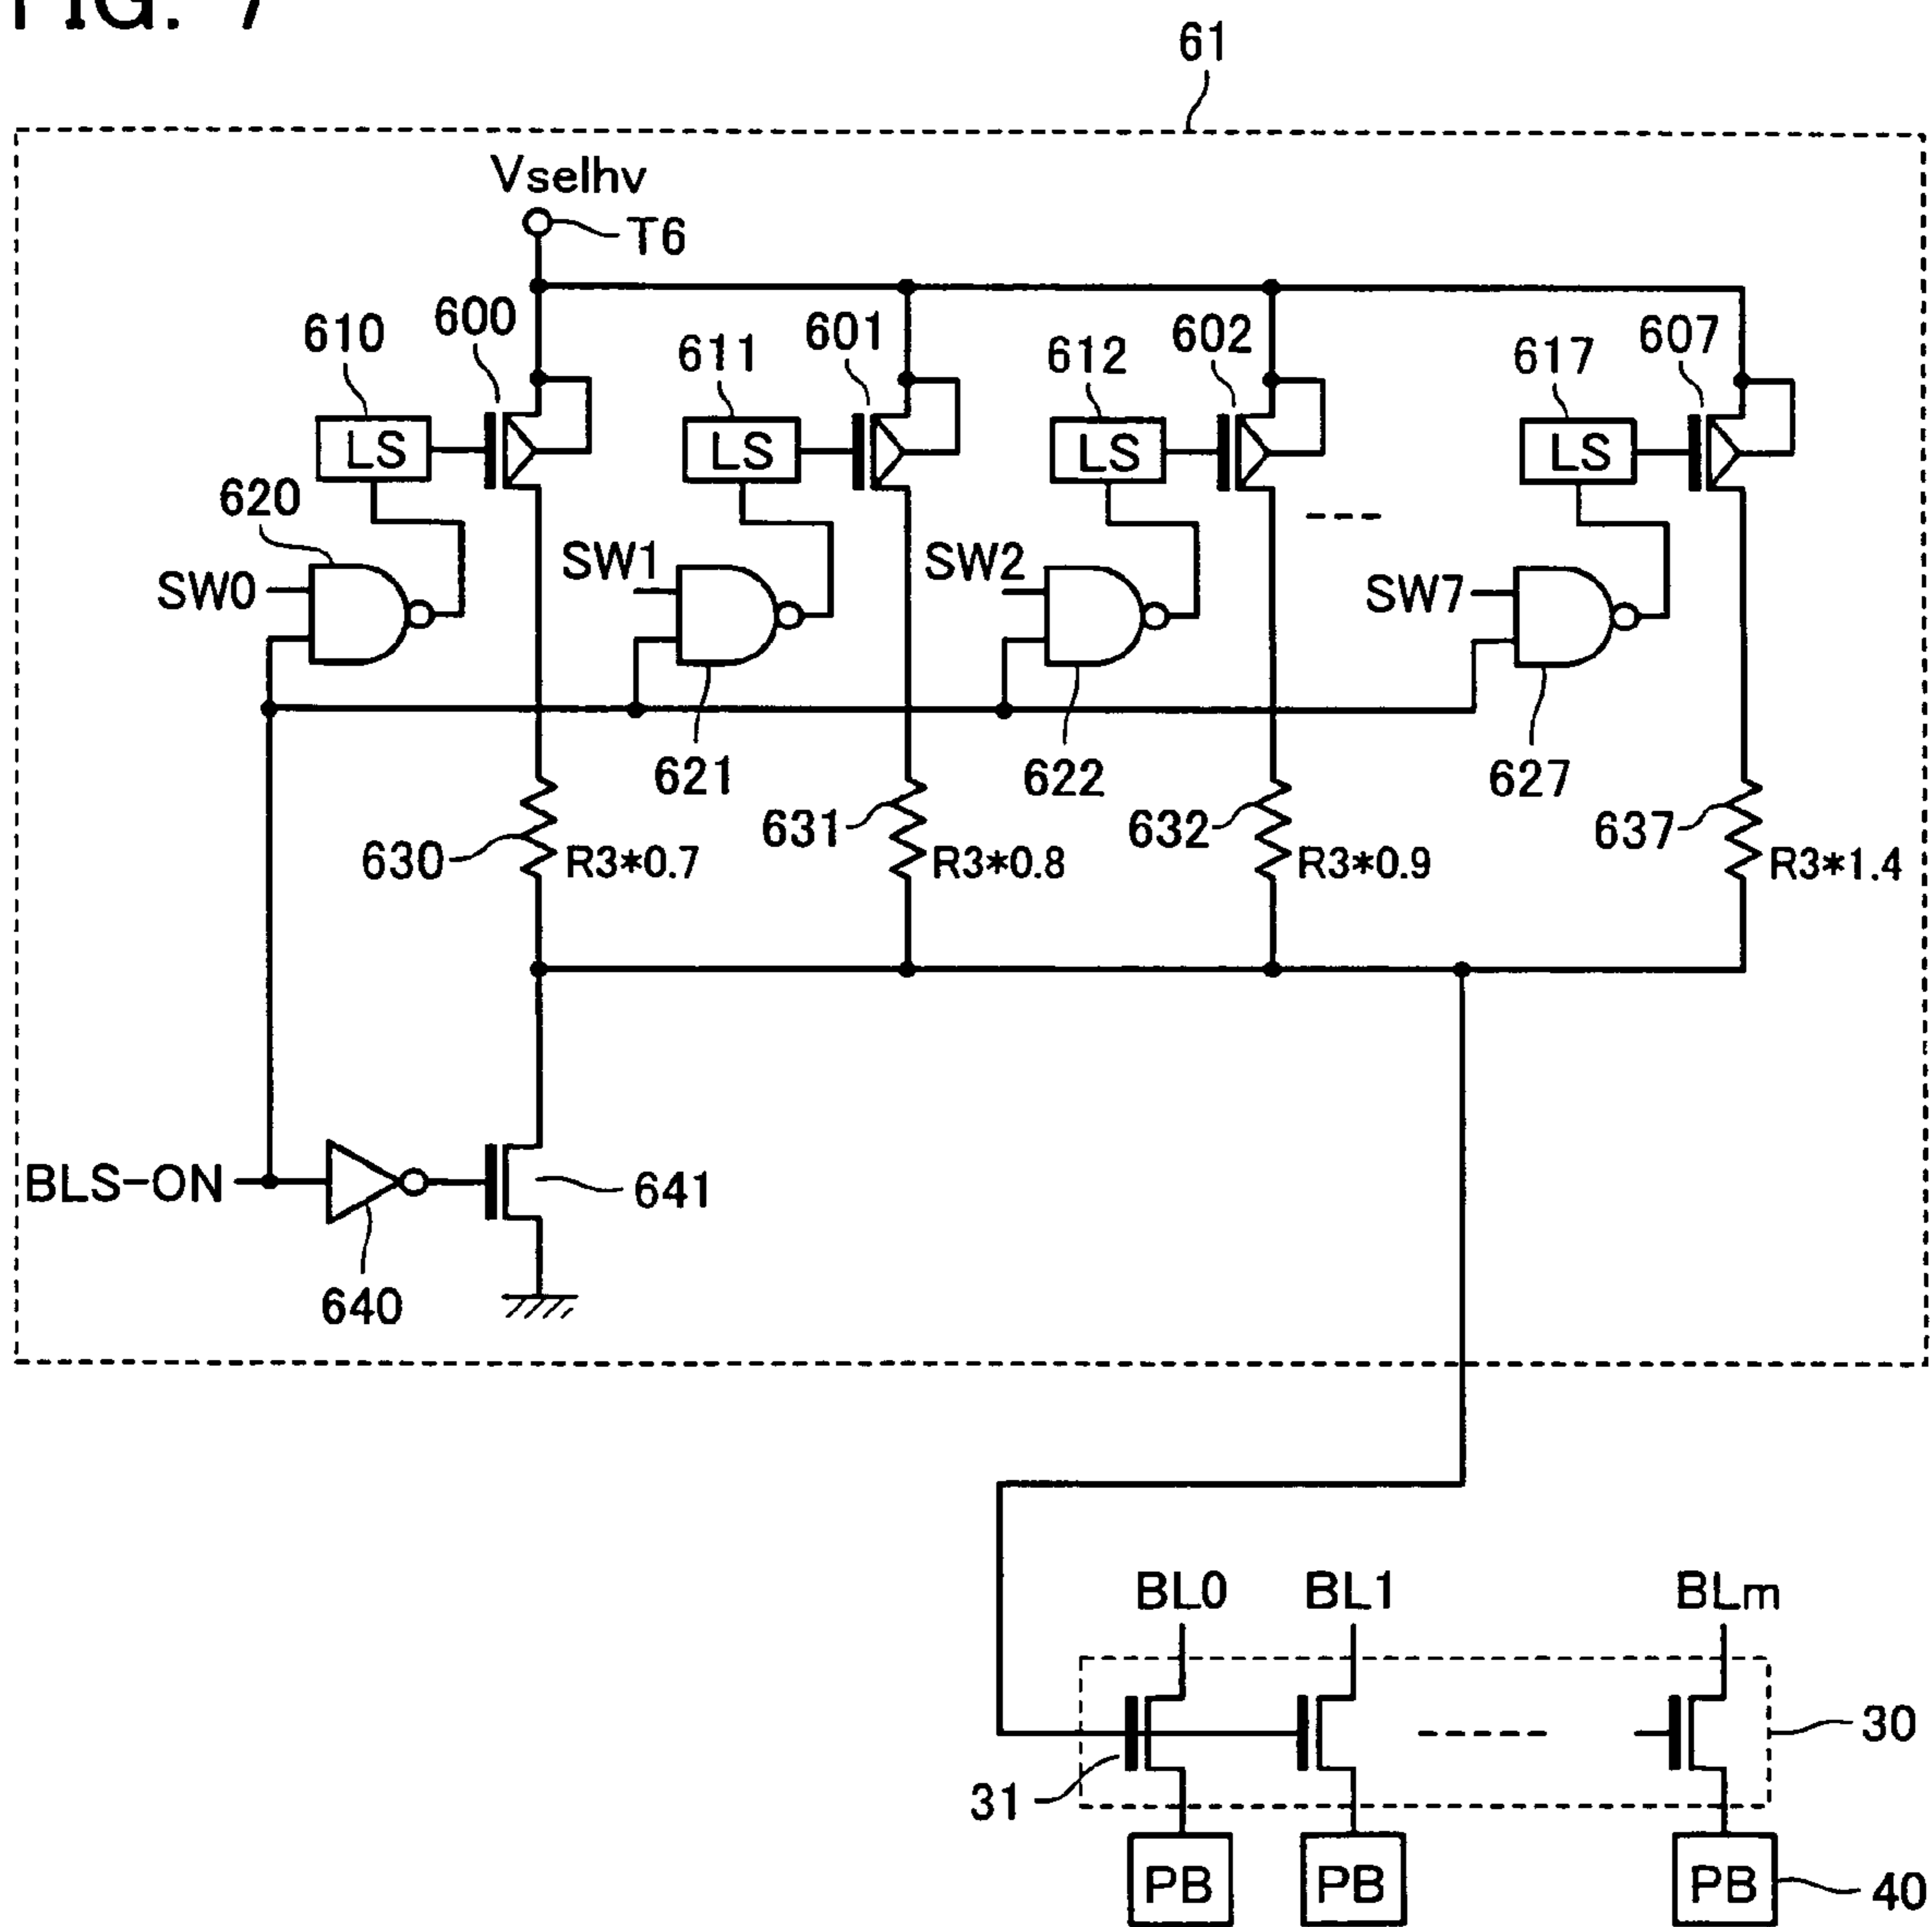 FIG. 7
61
Vselhv
T6
610
600
611
601
612
602
617
607
LS
LS
LS
LS
620
SW0
SW1
SW2
SW7
621
622
627
630
R3*0.7
631
R3*0.8
632
R3*0.9
637
R3*1.4
BLS-ON
641
640
BL0
BL1
BLm
30
31
PB
PB
PB
40